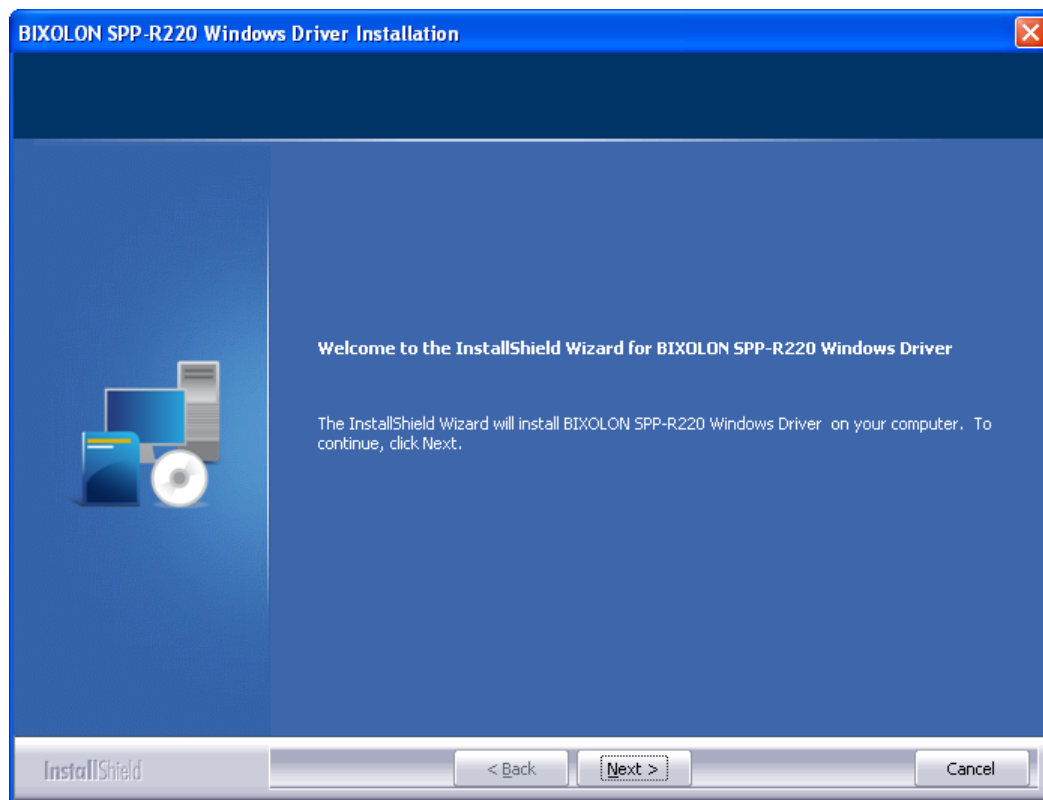 BIXOLON SPP-R220 Windows Driver Installation
Welcome to the InstallShield Wizard for BIXOLON SPP-R220 Windows Driver
The InstallShield Wizard will install BIXOLON SPP-R220 Windows Driver  on your computer.  To
continue, click Next.
InstallShield
< Back
Next >
Cancel